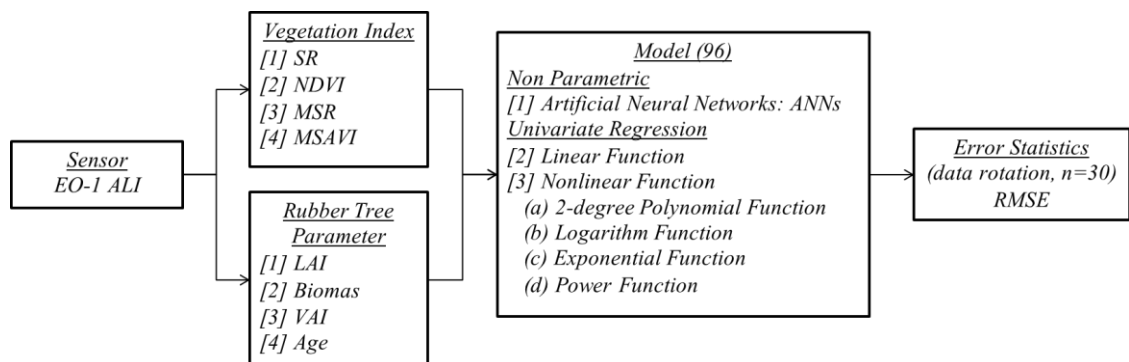 Sensor
EO-1 ALI
Vegetation Index
[1] SR
[2] NDVI
[3] MSR
[4] MSAVI
Rubber Tree
Parameter
[1] LAI
[2] Biomas
[3] VAI
[4] Age
Model (96)
Non Parametric
[1] Artificial Neural Networks: ANNs
Univariate Regression
[2] Linear Function
[3] Nonlinear Function
(a) 2-degree Polynomial Function
(b) Logarithm Function
(c) Exponential Function
(d) Power Function
Error Statistics
(data rotation, n=30)
RMSE